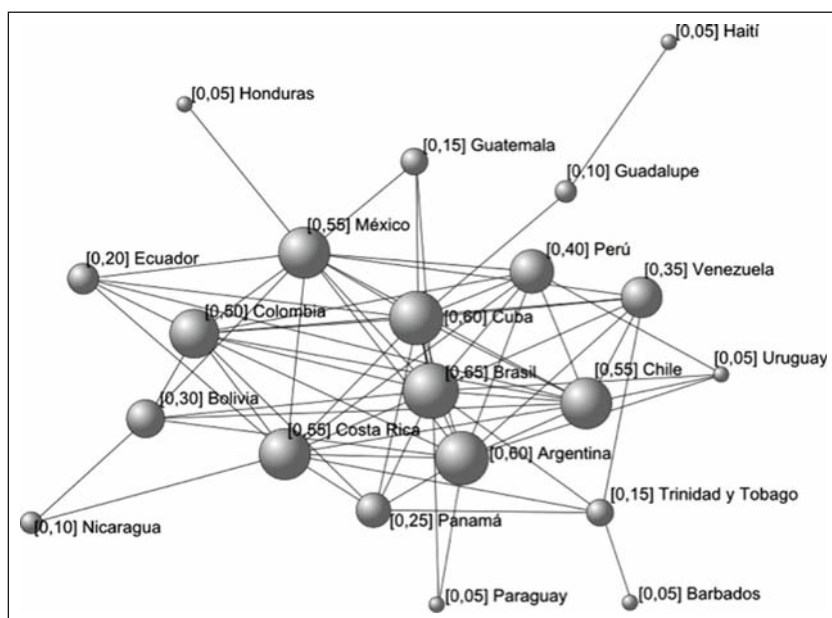 [0,05] Haití
[0,05] Honduras
[0,15] Guatemala
[0,10] Guadalupe
[0,55] México
[0,40] Perú
[0,20] Ecuador
[0,35] Venezuela
[0,50] Colombia
[0,60] Cuba
[0,05] Uruguay
[0,65] Brasil
[0,55] Chile
[0,30] Bolivia
[0,55] Costa Rica
[0,60] Argentina
[0,15] Trinidad y Tobago
[0,25] Panamá
[0,10] Nicaragua
[0,05] Paraguay
[0,05] Barbados